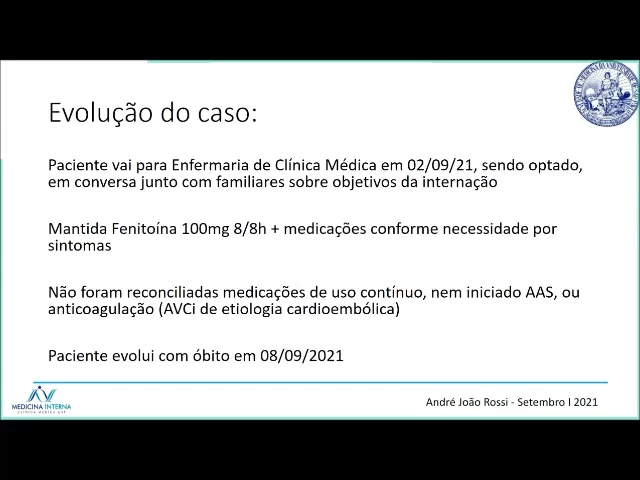 Evolução do caso:
Paciente vai para Enfermaria de Clínica Médica em 02/09/21, sendo optado,
em conversa junto com familiares sobre objetivos da internação
Mantida Fenitoína 100mg 8/8h + medicações conforme necessidade por
sintomas
Não foram reconciliadas medicações de uso contínuo, nem iniciado AAS, ou
anticoagulação (AVCi de etiologia cardioembólica)
Paciente evolui com óbito em 08/09/2021
MEDICINA INTERNA
CLÍNICA MÉDICA USP
André João Rossi - Setembro I 2021